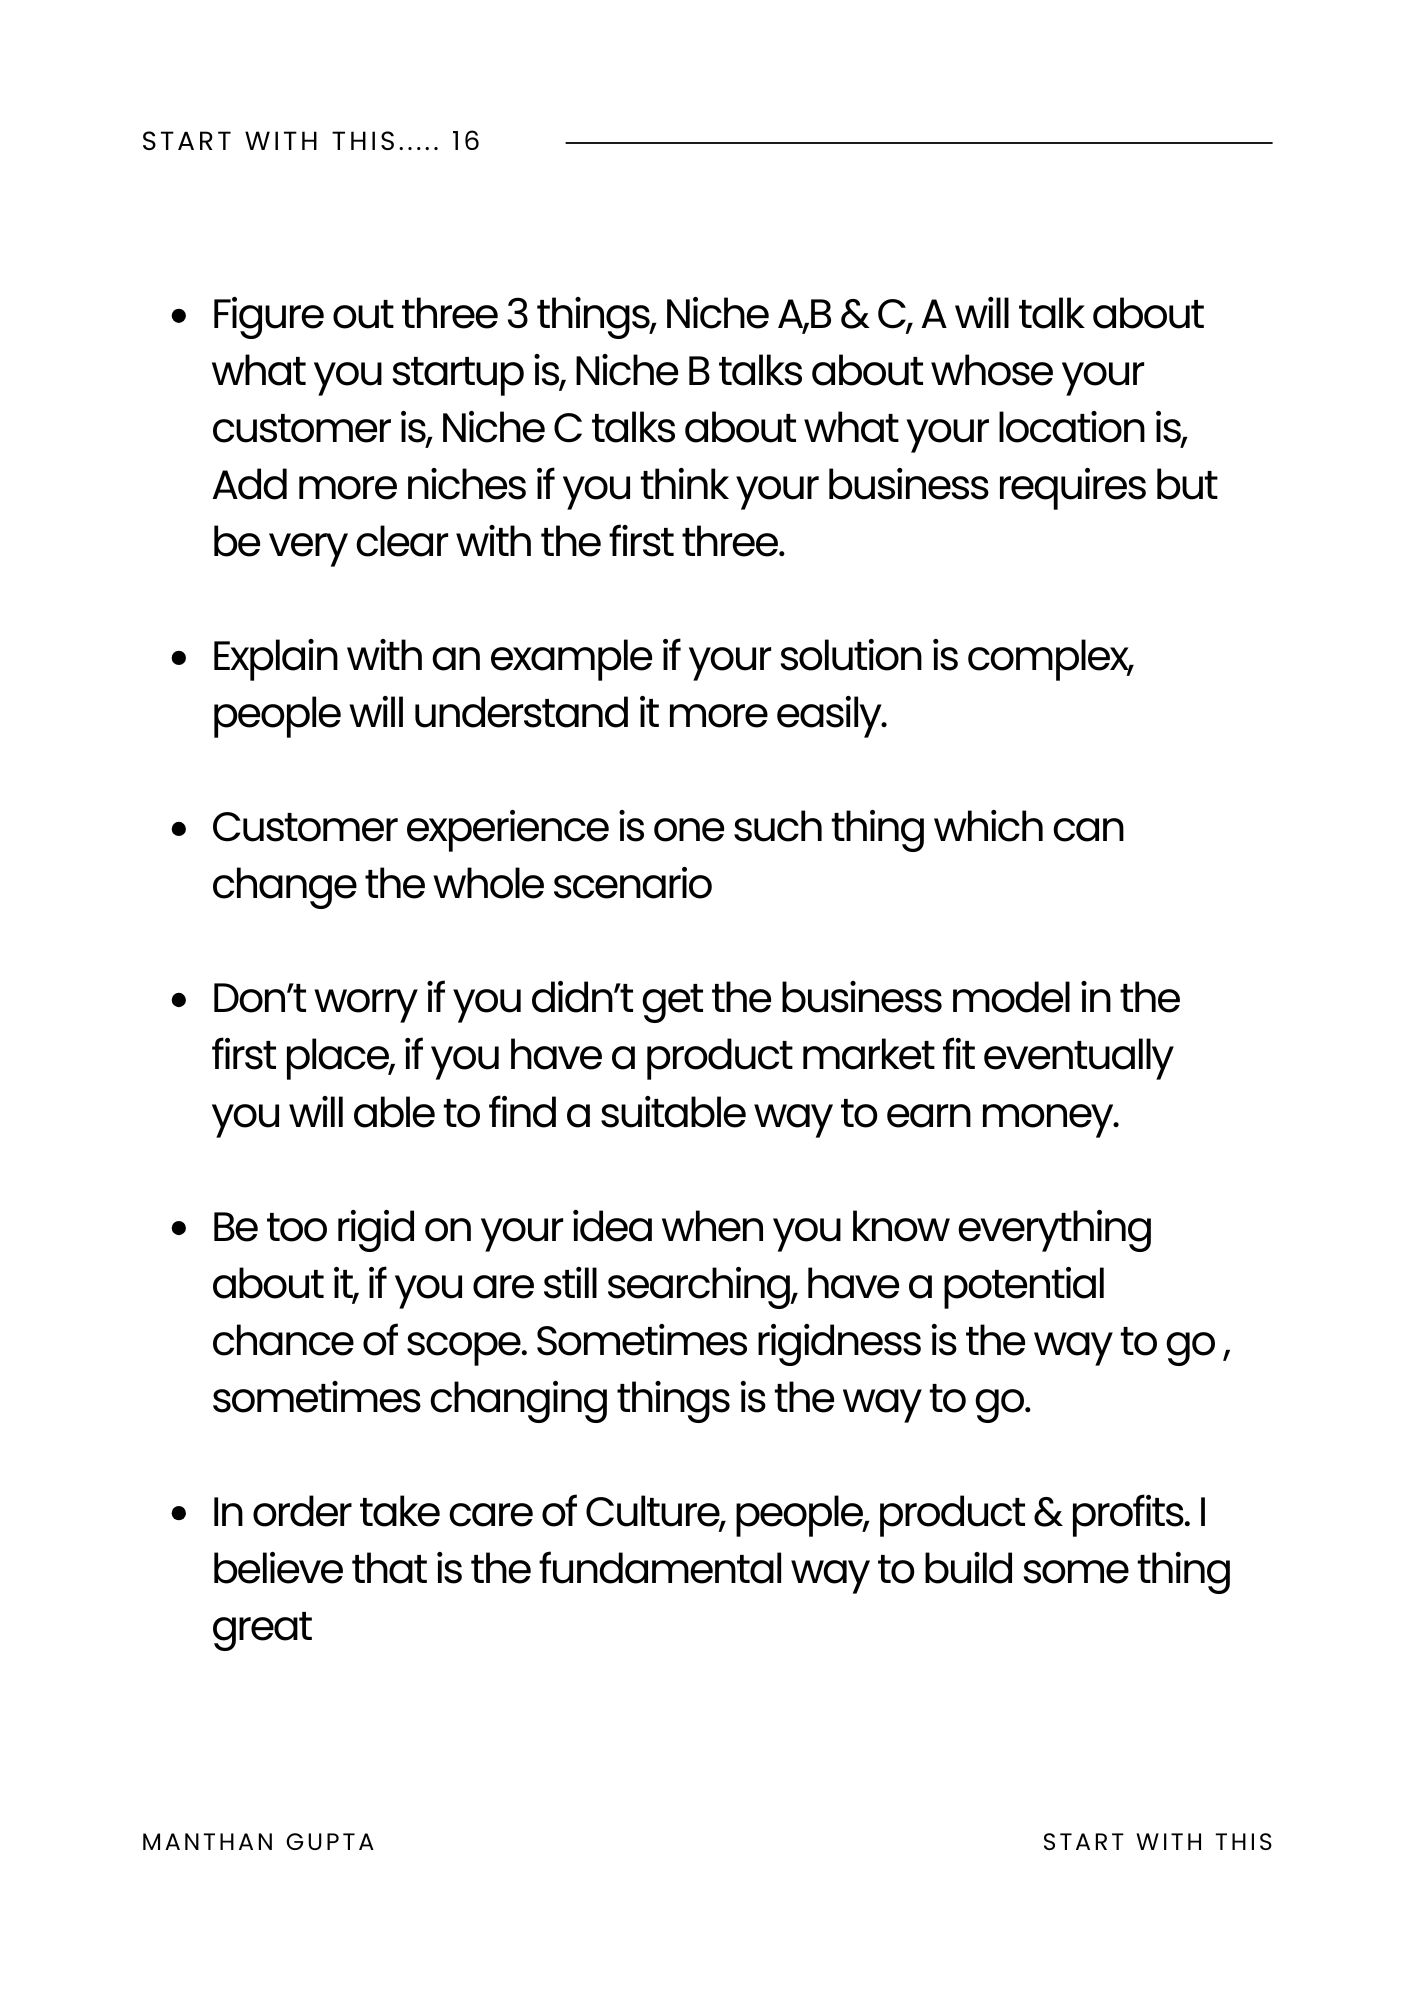 START WITH THIS..... 16
• Figure out three 3 things, Niche A,B & C, A will talk about
what you startup is, Niche B talks about whose your
customer is, Niche C talks about what your location is,
Add more niches if you think your business requires but
be very clear with the first three.
• Explain with an example if your solution is complex,
people will understand it more easily.
• Customer experience is one such thing which can
change the whole scenario
• Don’t worry if you didn’t get the business model in the
first place, if you have a product market fit eventually
you will able to find a suitable way to earn money.
• Be too rigid on your idea when you know everything
about it, if you are still searching, have a potential
chance of scope. Sometimes rigidness is the way to go ,
sometimes changing things is the way to go.
• In order take care of Culture, people, product & profits. I
believe that is the fundamental way to build some thing
great
MANTHAN GUPTA
START WITH THIS